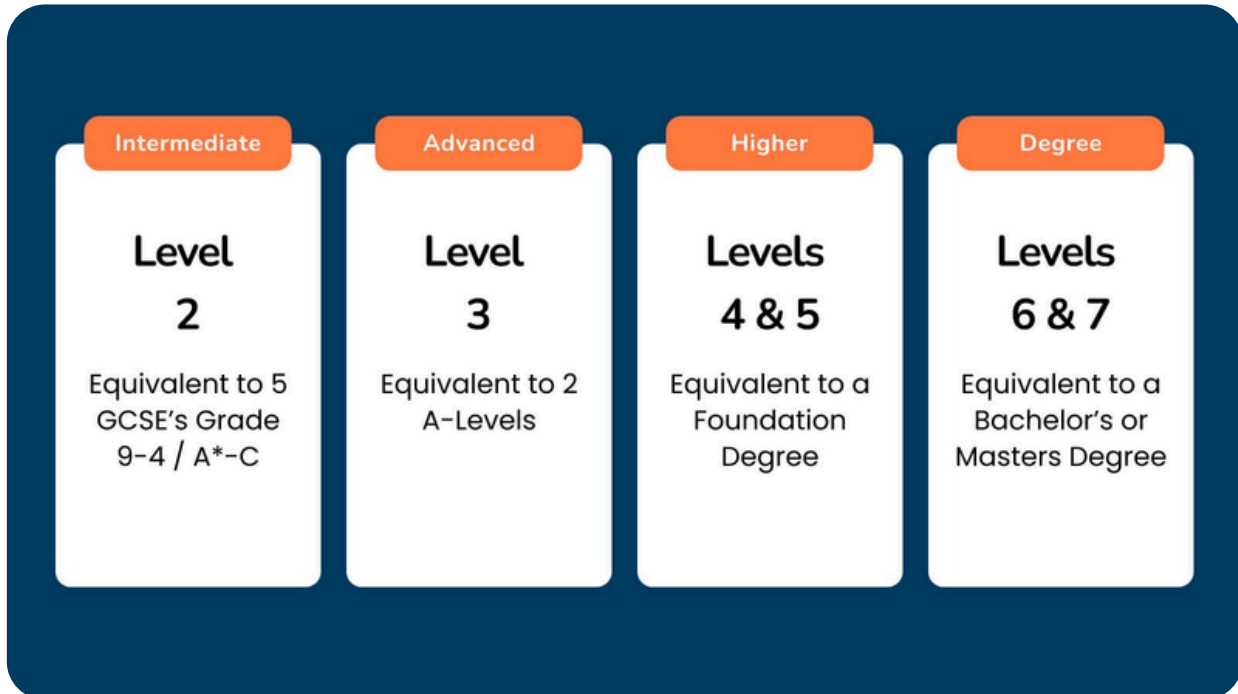 Intermediate
Level
2
Equivalent to 5
GCSE’s Grade
9-4 / A*-C
Advanced
Level
3
Equivalent to 2
A-Levels
Higher
Levels
4 & 5
Equivalent to a
Foundation
Degree
Degree
Levels
6 & 7
Equivalent to a
Bachelor’s or
Masters Degree